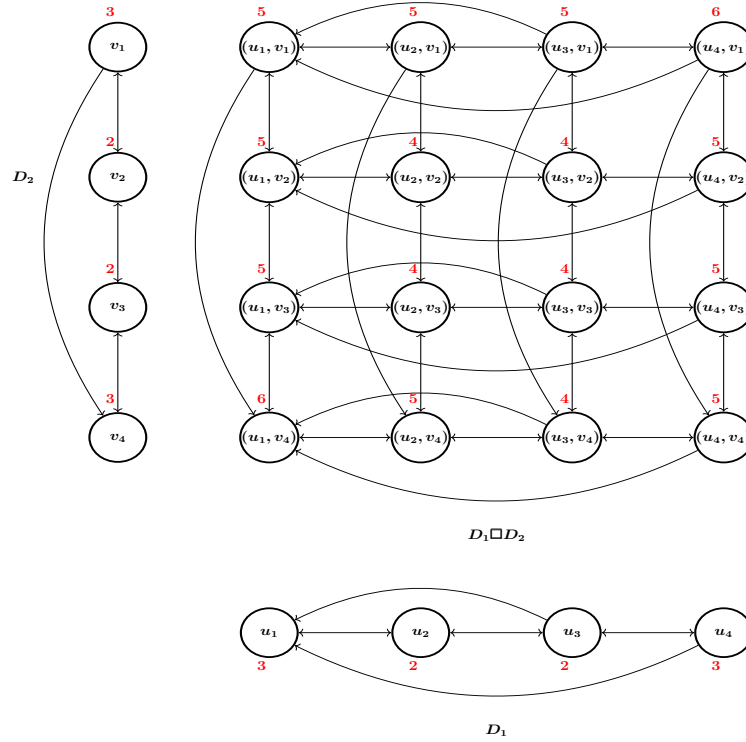 3 5 5 5 6
v₁ (u₁, v₁) (u₂, v₁) (u₃, v₁) (u₄, v₁)
2 5 4 4 5
D₂ v₂ (u₁, v₂) (u₂, v₂) (u₃, v₂) (u₄, v₂)
2 5 4 4 5
v₃ (u₁, v₃) (u₂, v₃) (u₃, v₃) (u₄, v₃)
3 6 5 4 5
v₄ (u₁, v₄) (u₂, v₄) (u₃, v₄) (u₄, v₄)
D₁□D₂
u₁ u₂ u₃ u₄
3 2 2 3
D₁